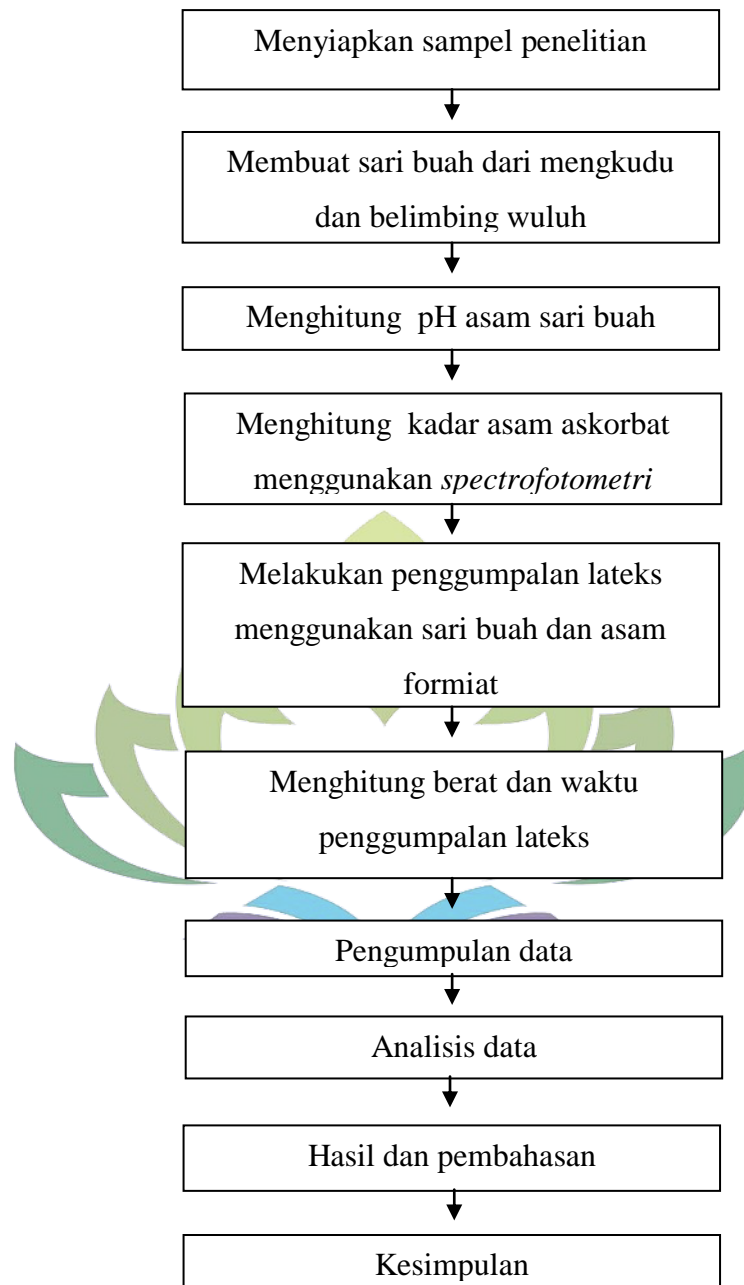 Menyiapkan sampel penelitian
Membuat sari buah dari mengkudu
dan belimbing wuluh
Menghitung  pH asam sari buah
Menghitung  kadar asam askorbat
menggunakan spectrofotometri
Melakukan penggumpalan lateks
menggunakan sari buah dan asam
formiat
Menghitung berat dan waktu
penggumpalan lateks
Pengumpulan data
Analisis data
Hasil dan pembahasan
Kesimpulan